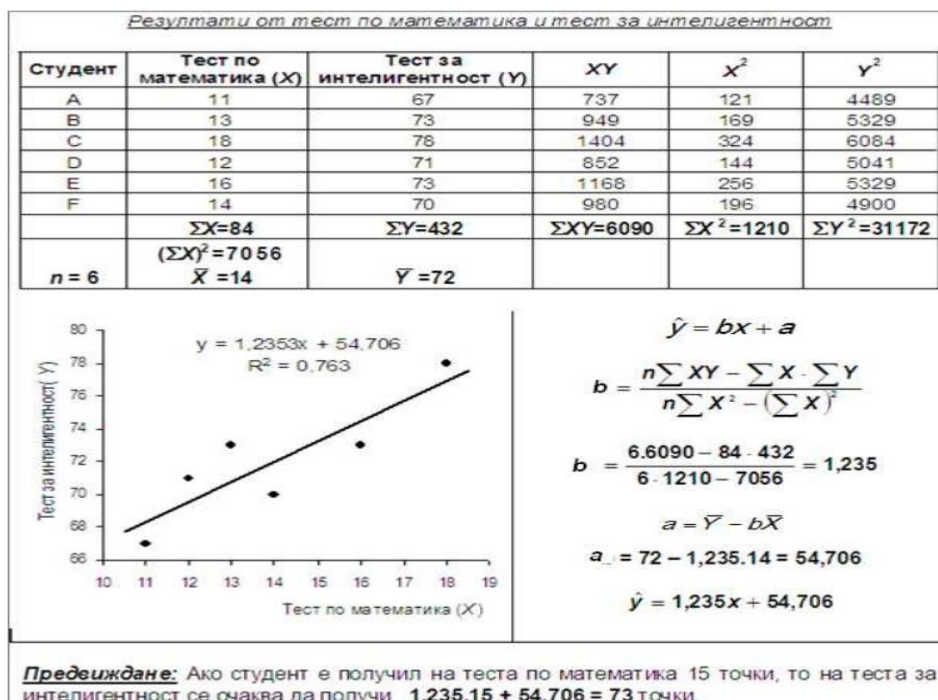 Резултати от тест по математика и тест за интелигентност
Студент | Тест по математика (X) | Тест за интелигентност (Y) | XY | X² | Y²
A | 11 | 67 | 737 | 121 | 4489
B | 13 | 73 | 949 | 169 | 5329
C | 18 | 78 | 1404 | 324 | 6084
D | 12 | 71 | 852 | 144 | 5041
E | 16 | 73 | 1168 | 256 | 5329
F | 14 | 70 | 980 | 196 | 4900
ΣX=84 | ΣY=432 | ΣXY=6090 | ΣX²=1210 | ΣY²=31172
(ΣX)²=7056
n = 6 | X̅ =14 | Y̅ =72
y = 1,2353x + 54,706
R² = 0,763
80
78
76
74
72
70
68
66
Тест за интелигентност( Y)
10 11 12 13 14 15 16 17 18 19
Тест по математика (X)
ŷ = bx + a
b = (n∑XY − ∑X · ∑Y) / (n∑X² − (∑X)²)
b = (6.6090 − 84 · 432) / (6 · 1210 − 7056) = 1,235
a = Y̅ − bX̅
a = 72 − 1,235.14 = 54,706
ŷ = 1,235x + 54,706
Предвиждане: Ако студент е получил на теста по математика 15 точки, то на теста за
интелигентност се очаква да получи 1,235.15 + 54,706 = 73 точки.